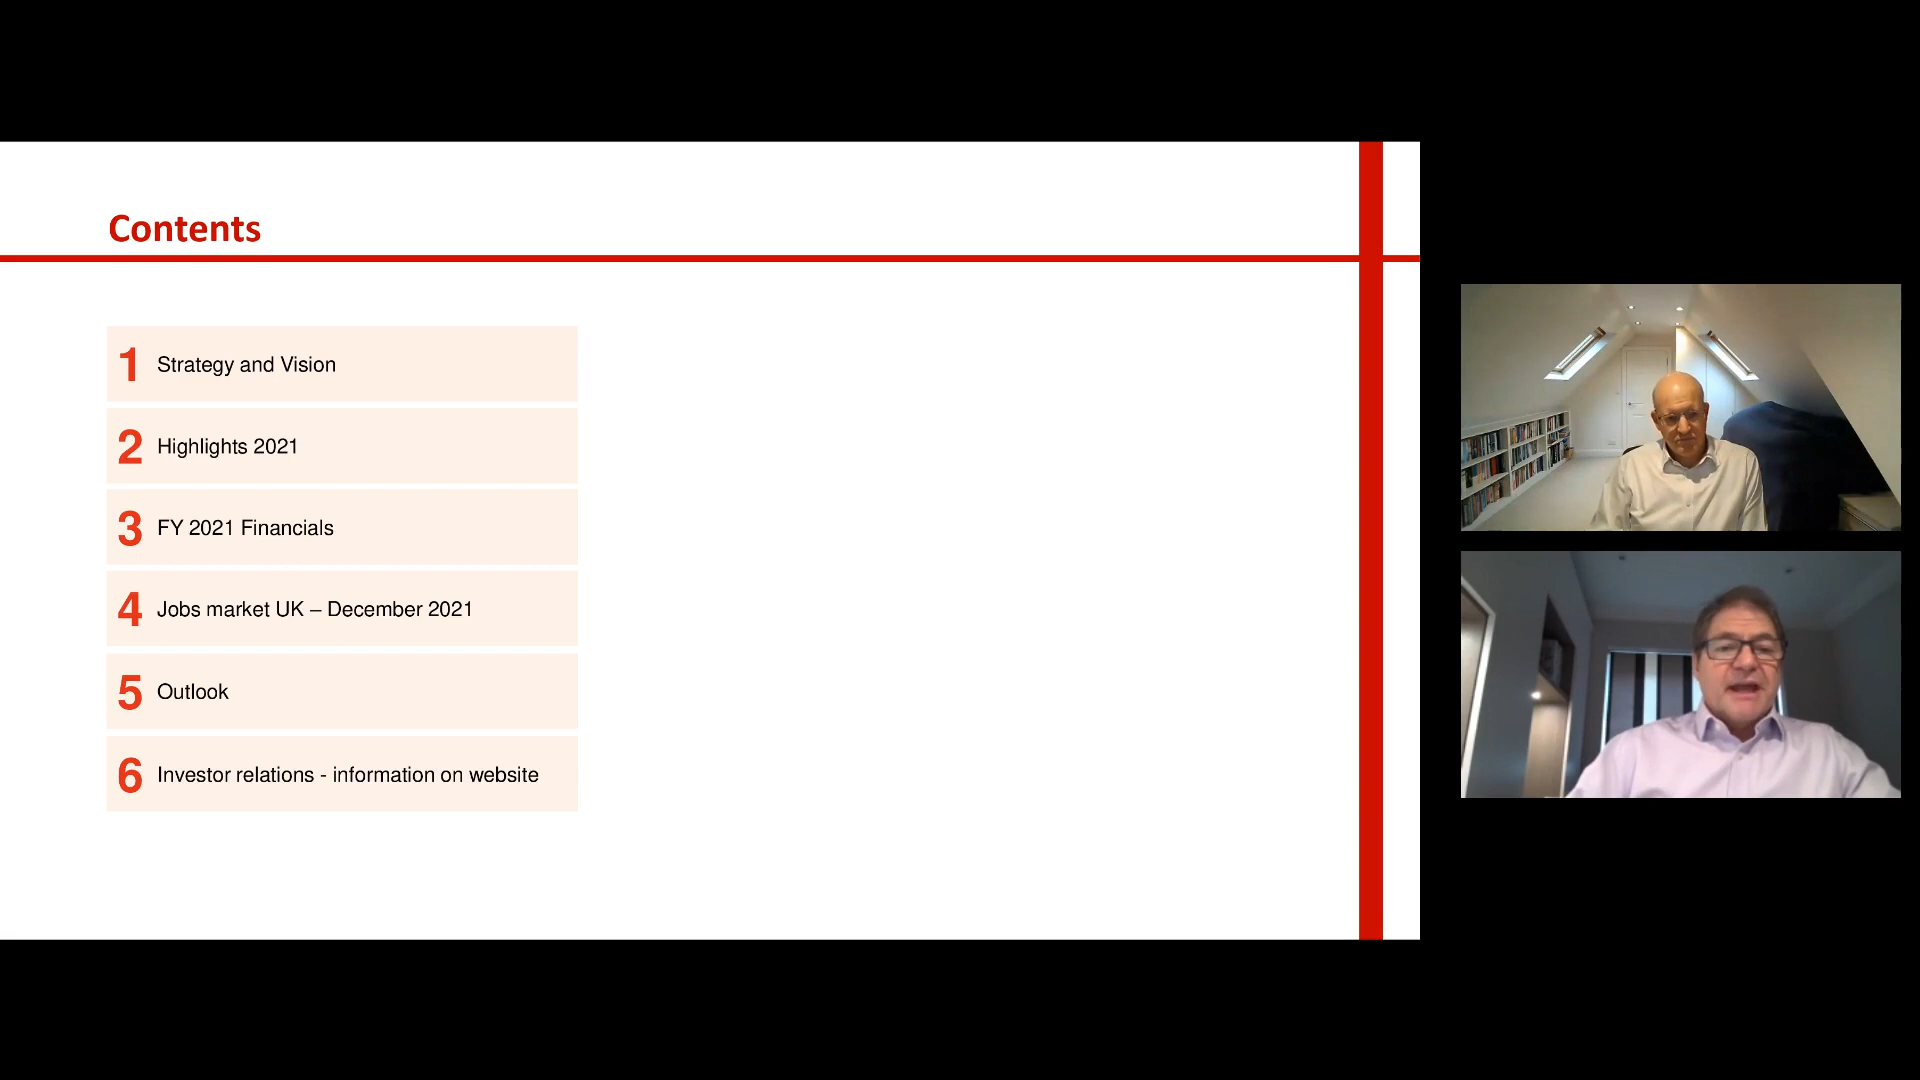 Contents
1 Strategy and Vision
2 Highlights 2021
3 FY 2021 Financials
4 Jobs market UK – December 2021
5 Outlook
6 Investor relations - information on website